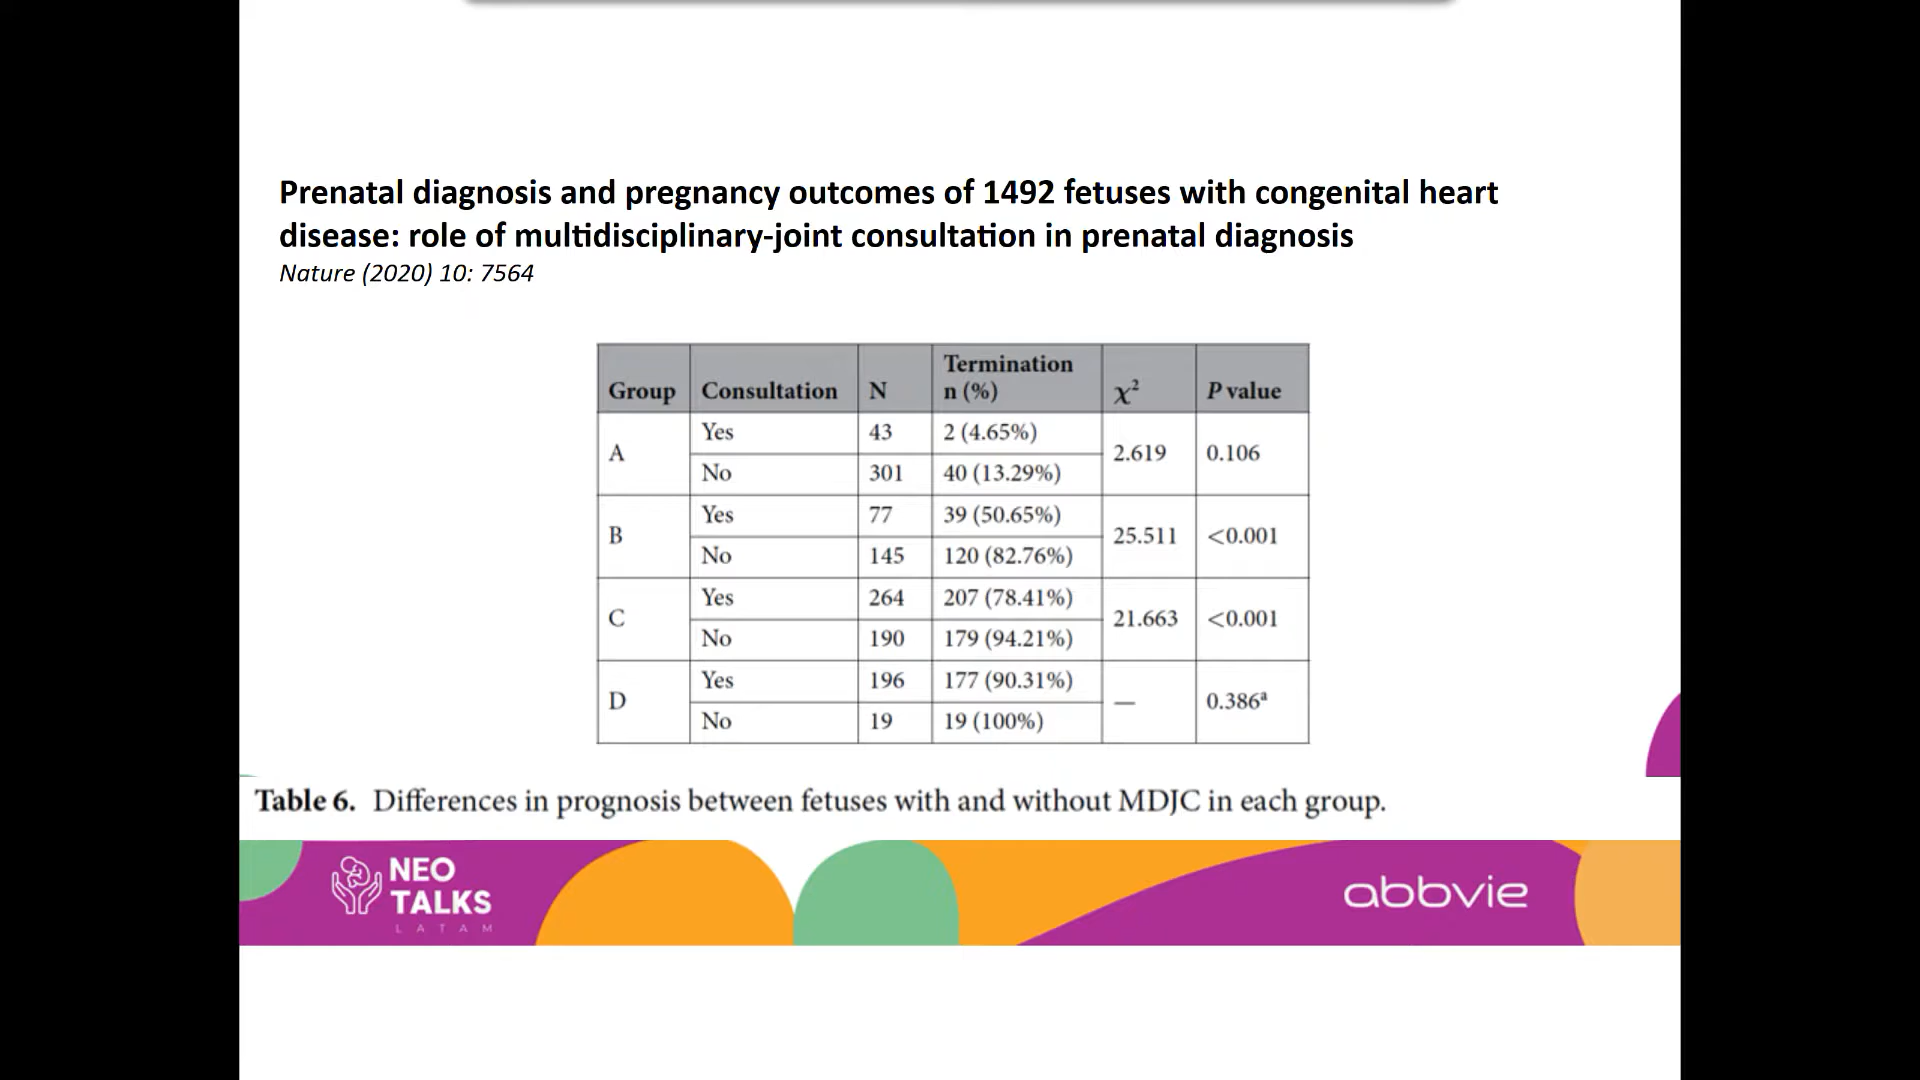 Prenatal diagnosis and pregnancy outcomes of 1492 fetuses with congenital heart
disease: role of multidisciplinary-joint consultation in prenatal diagnosis
Nature (2020) 10: 7564
Group Consultation N Termination n (%) χ² P value
A Yes 43 2 (4.65%) 2.619 0.106
No 301 40 (13.29%)
B Yes 77 39 (50.65%) 25.511 <0.001
No 145 120 (82.76%)
C Yes 264 207 (78.41%) 21.663 <0.001
No 190 179 (94.21%)
D Yes 196 177 (90.31%) — 0.386ª
No 19 19 (100%)
Table 6. Differences in prognosis between fetuses with and without MDJC in each group.
NEO
TALKS
LATAM
abbvie